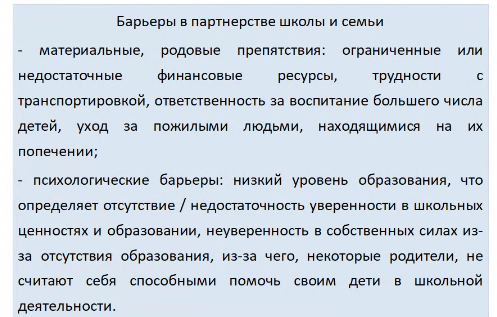 Барьеры в партнерстве школы и семьи
- материальные, родовые препятствия: ограниченные или
недостаточные финансовые ресурсы, трудности с
транспортировкой, ответственность за воспитание большего числа
детей, уход за пожилыми людьми, находящимися на их
попечении;
- психологические барьеры: низкий уровень образования, что
определяет отсутствие / недостаточность уверенности в школьных
ценностях и образовании, неуверенность в собственных силах из-
за отсутствия образования, из-за чего, некоторые родители, не
считают себя способными помочь своим дети в школьной
деятельности.